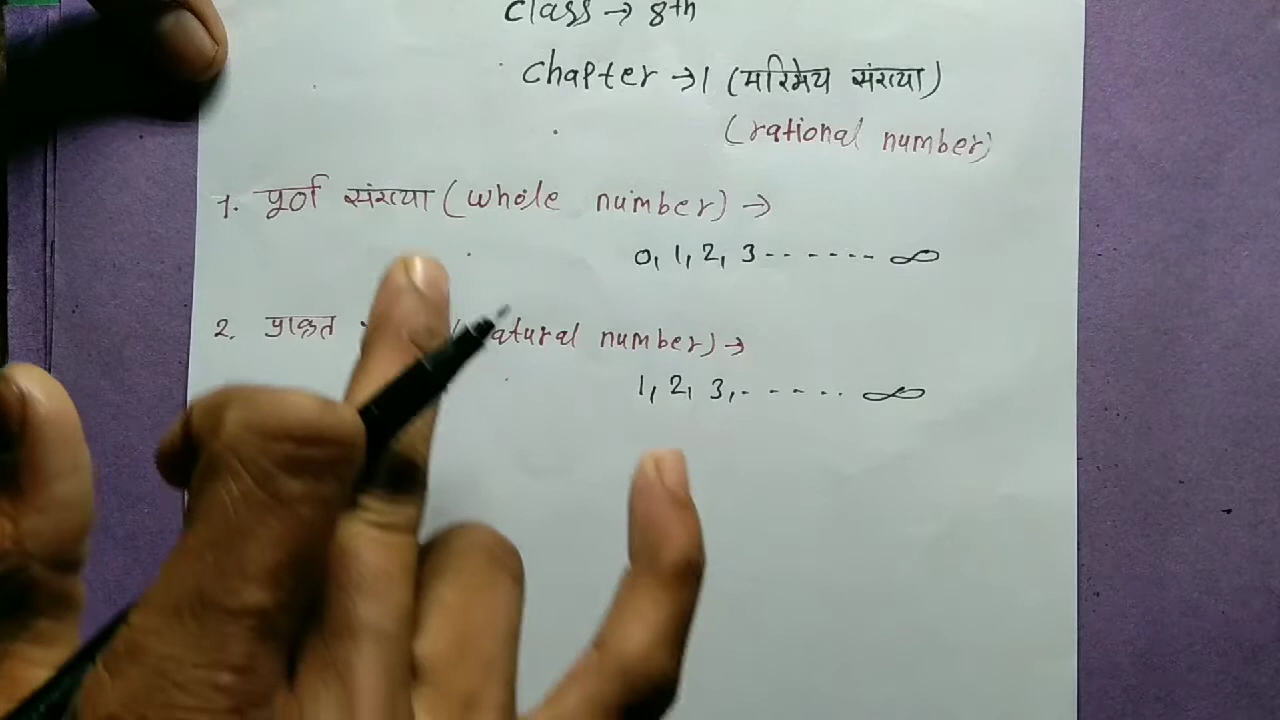 Class → 8th
Chapter → 1 (परिमेय संख्या)
(rational number)
1. पूर्ण संख्या (whole number) →
0, 1, 2, 3 - - - - - - ∞
2. प्राकृत (natural number) →
1, 2, 3, - - - - - - ∞